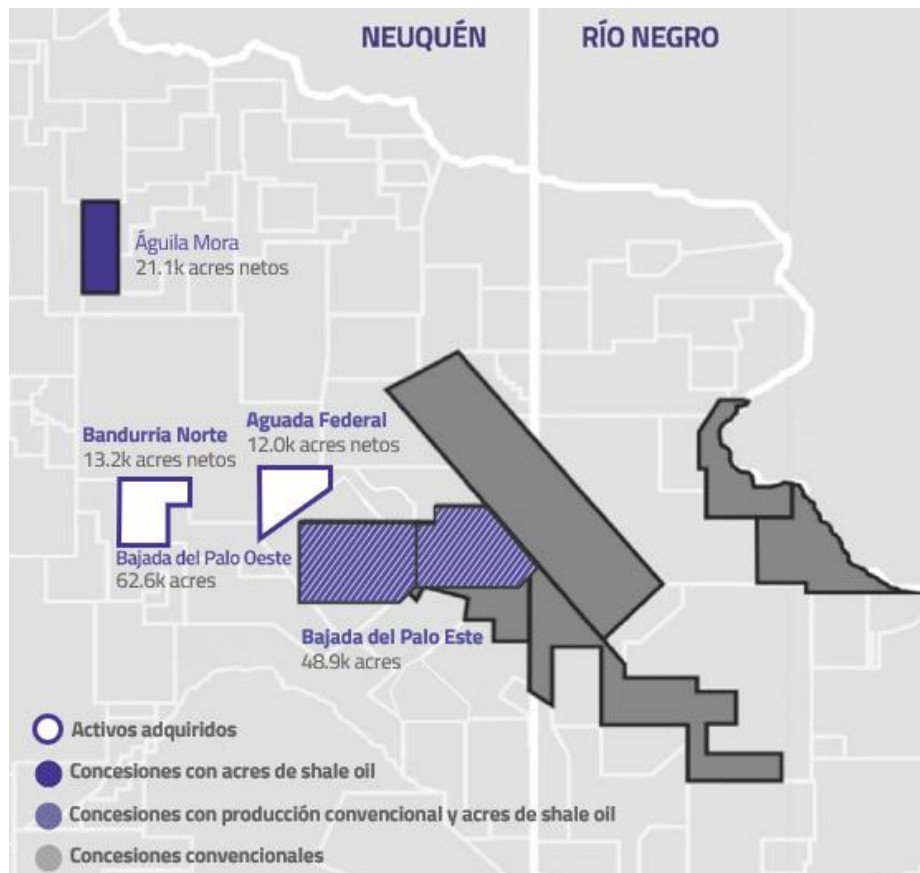 NEUQUÉN
RÍO NEGRO
Águila Mora
21.1k acres netos
Aguada Federal
12.0k acres netos
Bandurria Norte
13.2k acres netos
Bajada del Palo Oeste
62.6k acres
Bajada del Palo Este
48.9k acres
Activos adquiridos
Concesiones con acres de shale oil
Concesiones con producción convencional y acres de shale oil
Concesiones convencionales